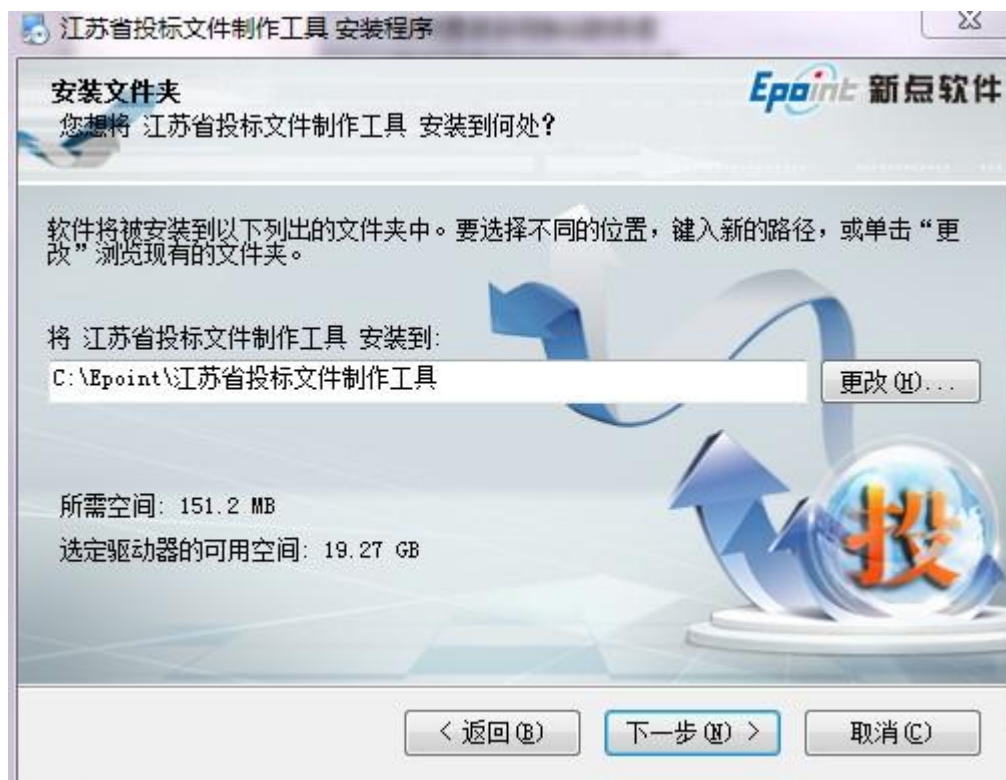 江苏省投标文件制作工具 安装程序
安装文件夹
您想将 江苏省投标文件制作工具 安装到何处?
Epoint 新点软件
软件将被安装到以下列出的文件夹中。要选择不同的位置，键入新的路径，或单击“更
改”浏览现有的文件夹。
将 江苏省投标文件制作工具 安装到:
C:\Epoint\江苏省投标文件制作工具
更改(H)...
所需空间: 151.2 MB
选定驱动器的可用空间: 19.27 GB
投
< 返回(B)
下一步(N) >
取消(C)